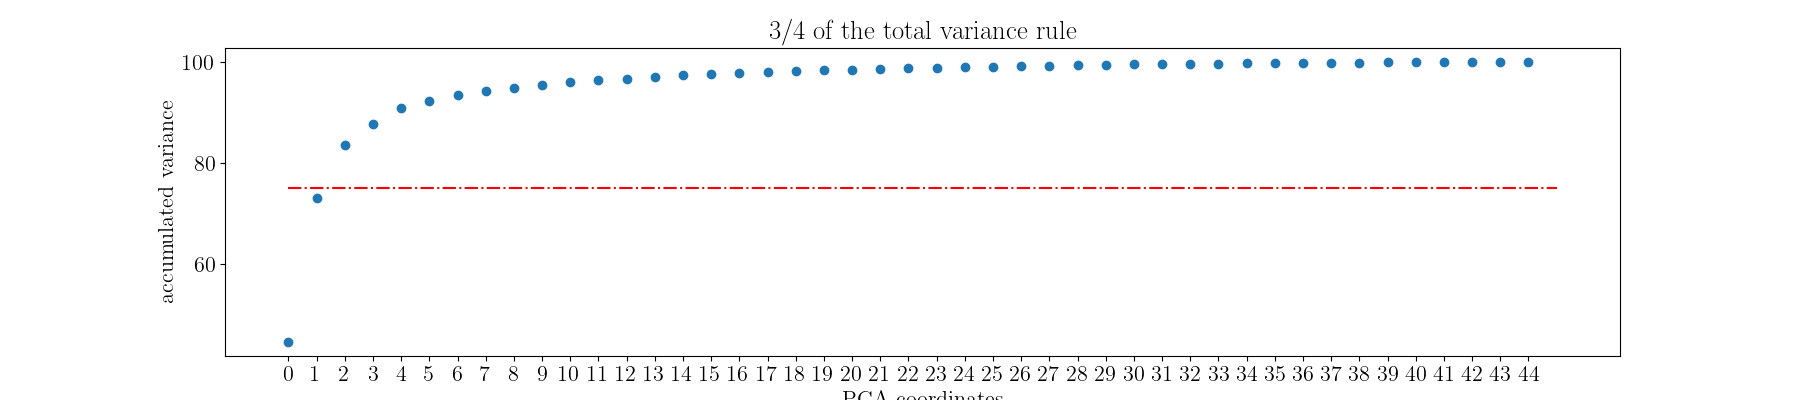 3/4 of the total variance rule
accumulated variance
100
80
60
0 1 2 3 4 5 6 7 8 9 10 11 12 13 14 15 16 17 18 19 20 21 22 23 24 25 26 27 28 29 30 31 32 33 34 35 36 37 38 39 40 41 42 43 44
PCA coordinates